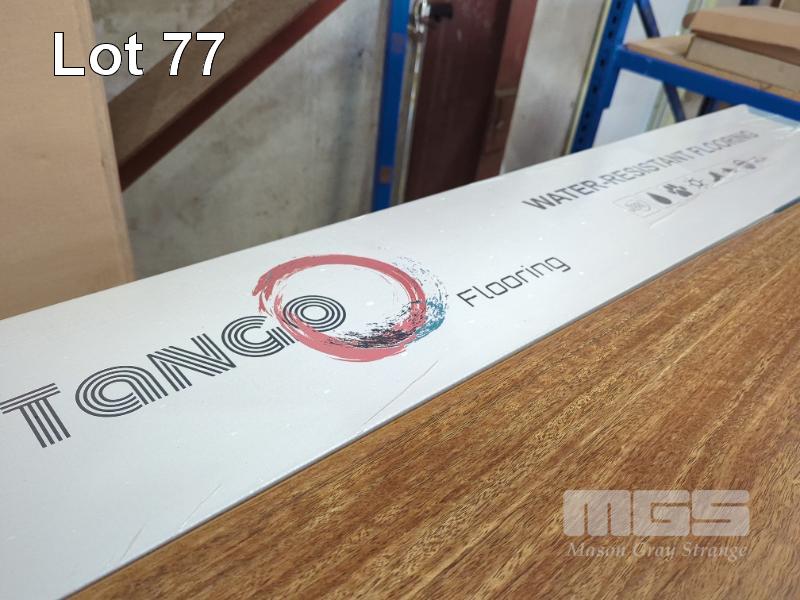 Lot 77
WATER-RESISTANT FLOORING
TANGO Flooring
MGS
Mason Gray Strange